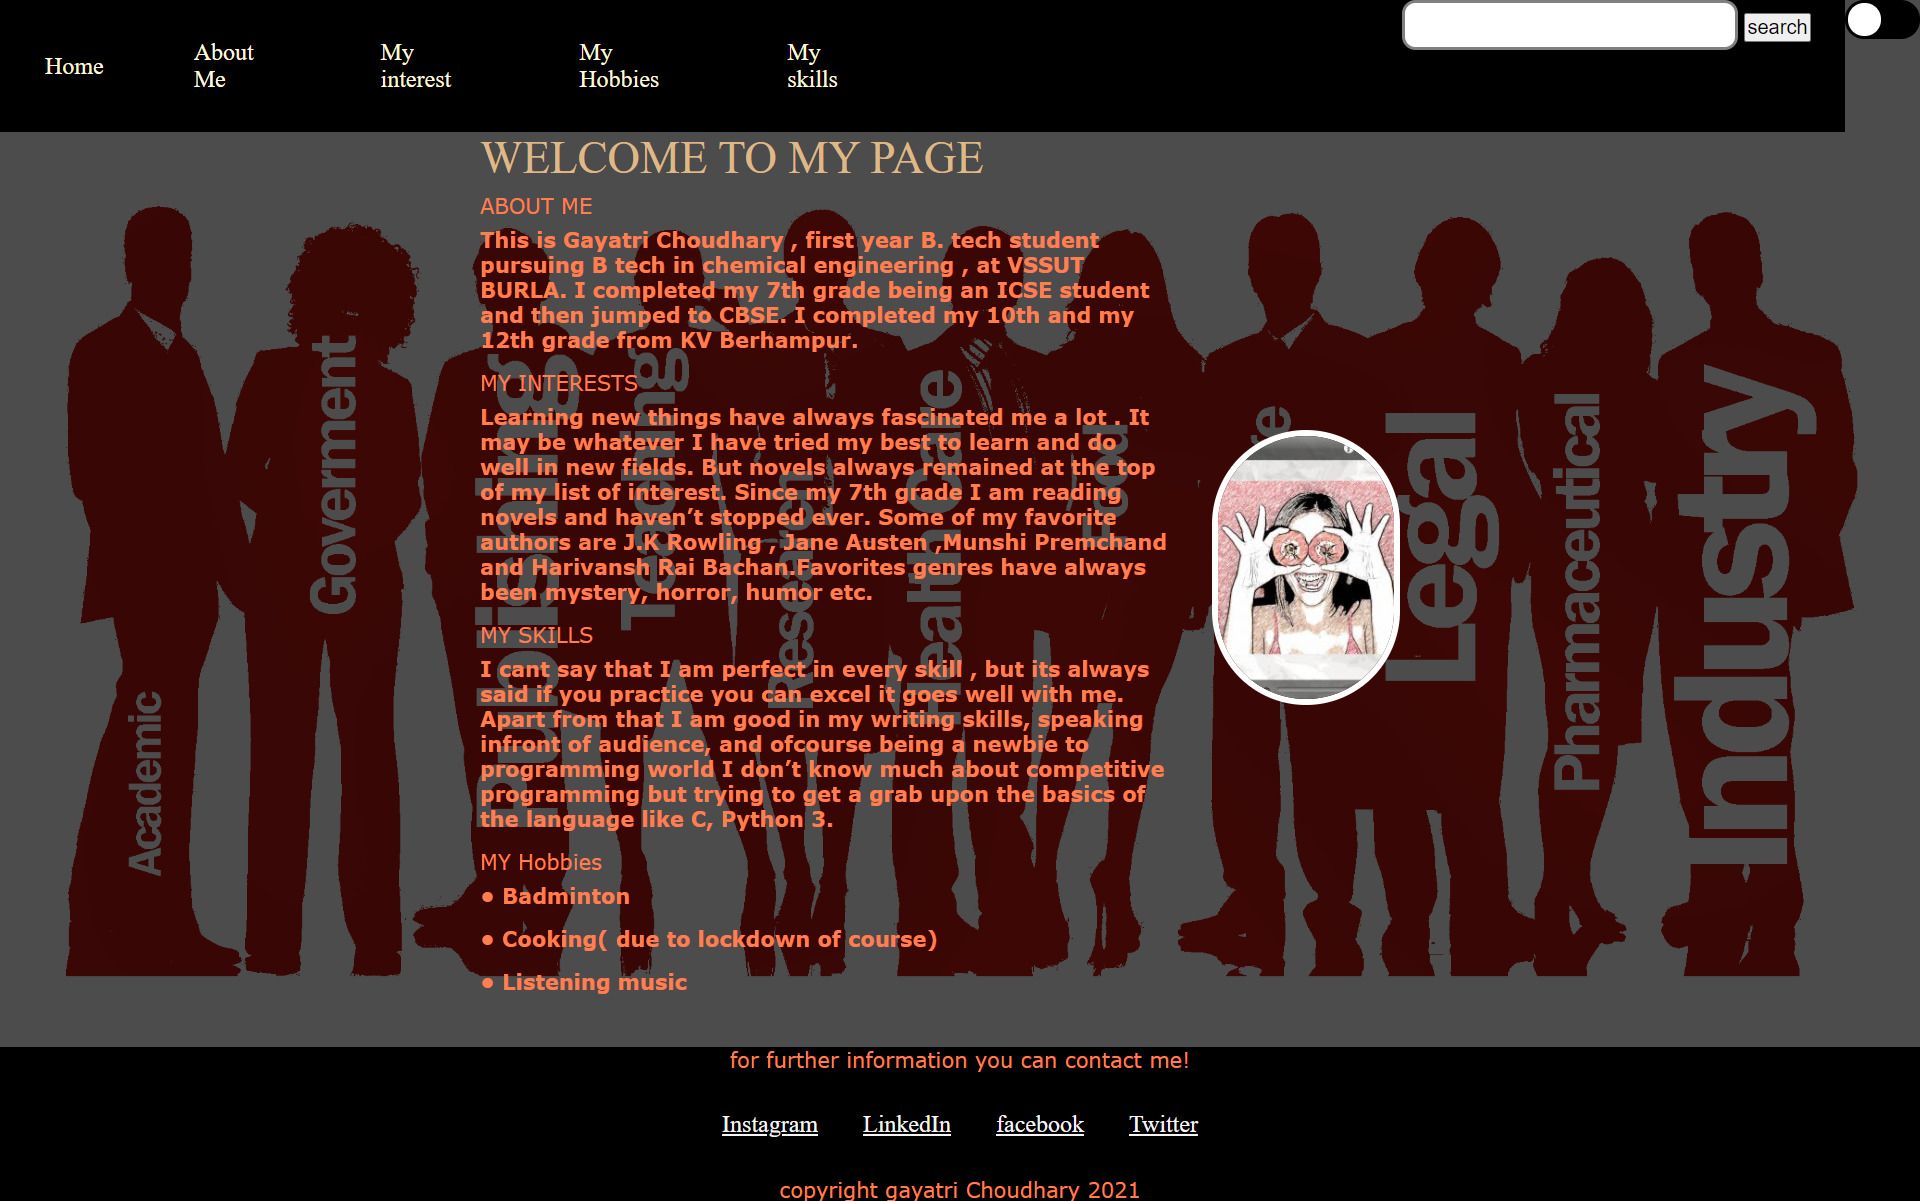 Home
About
Me
My
interest
My
Hobbies
My
skills
search
WELCOME TO MY PAGE
ABOUT ME
This is Gayatri Choudhary , first year B. tech student
pursuing B tech in chemical engineering , at VSSUT
BURLA. I completed my 7th grade being an ICSE student
and then jumped to CBSE. I completed my 10th and my
12th grade from KV Berhampur.
MY INTERESTS
Learning new things have always fascinated me a lot . It
may be whatever I have tried my best to learn and do
well in new fields. But novels always remained at the top
of my list of interest. Since my 7th grade I am reading
novels and haven’t stopped ever. Some of my favorite
authors are J.K Rowling , Jane Austen ,Munshi Premchand
and Harivansh Rai Bachan.Favorites genres have always
been mystery, horror, humor etc.
MY SKILLS
I cant say that I am perfect in every skill , but its always
said if you practice you can excel it goes well with me.
Apart from that I am good in my writing skills, speaking
infront of audience, and ofcourse being a newbie to
programming world I don’t know much about competitive
programming but trying to get a grab upon the basics of
the language like C, Python 3.
MY Hobbies
• Badminton
• Cooking( due to lockdown of course)
• Listening music
Academic
Government
Publishing
Teaching
Research
Health Care
Food
Legal
Pharmaceutical
Industry
for further information you can contact me!
Instagram LinkedIn facebook Twitter
copyright gayatri Choudhary 2021